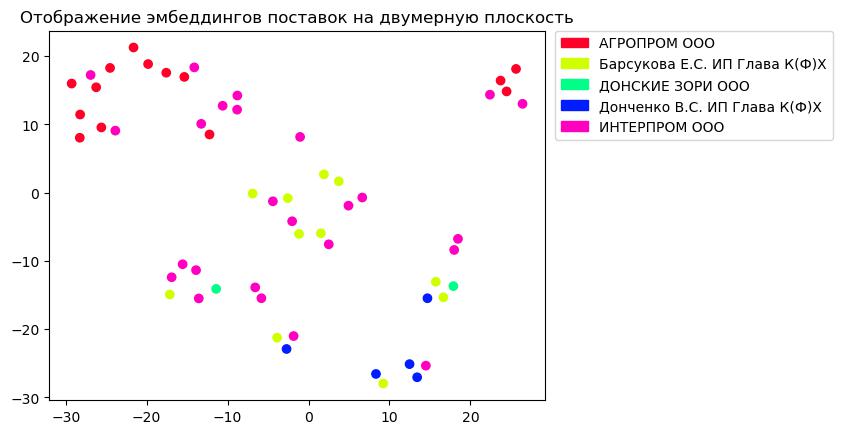 Отображение эмбеддингов поставок на двумерную плоскость
АГРОПРОМ ООО
Барсукова Е.С. ИП Глава К(Ф)Х
ДОНСКИЕ ЗОРИ ООО
Донченко В.С. ИП Глава К(Ф)Х
ИНТЕРПРОМ ООО
20
10
0
−10
−20
−30
−30 −20 −10 0 10 20